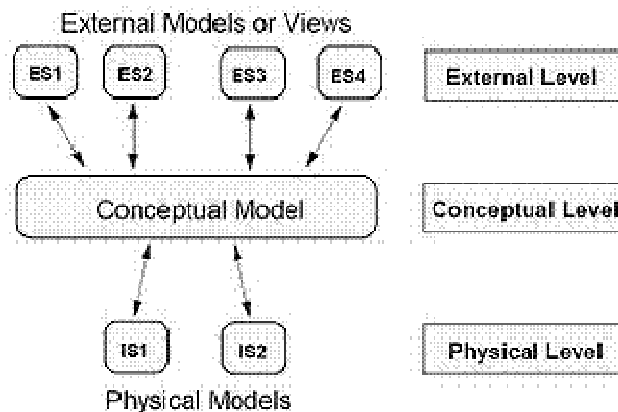 External Models or Views
ES1 ES2 ES3 ES4 External Level
Conceptual Model Conceptual Level
IS1 IS2 Physical Level
Physical Models